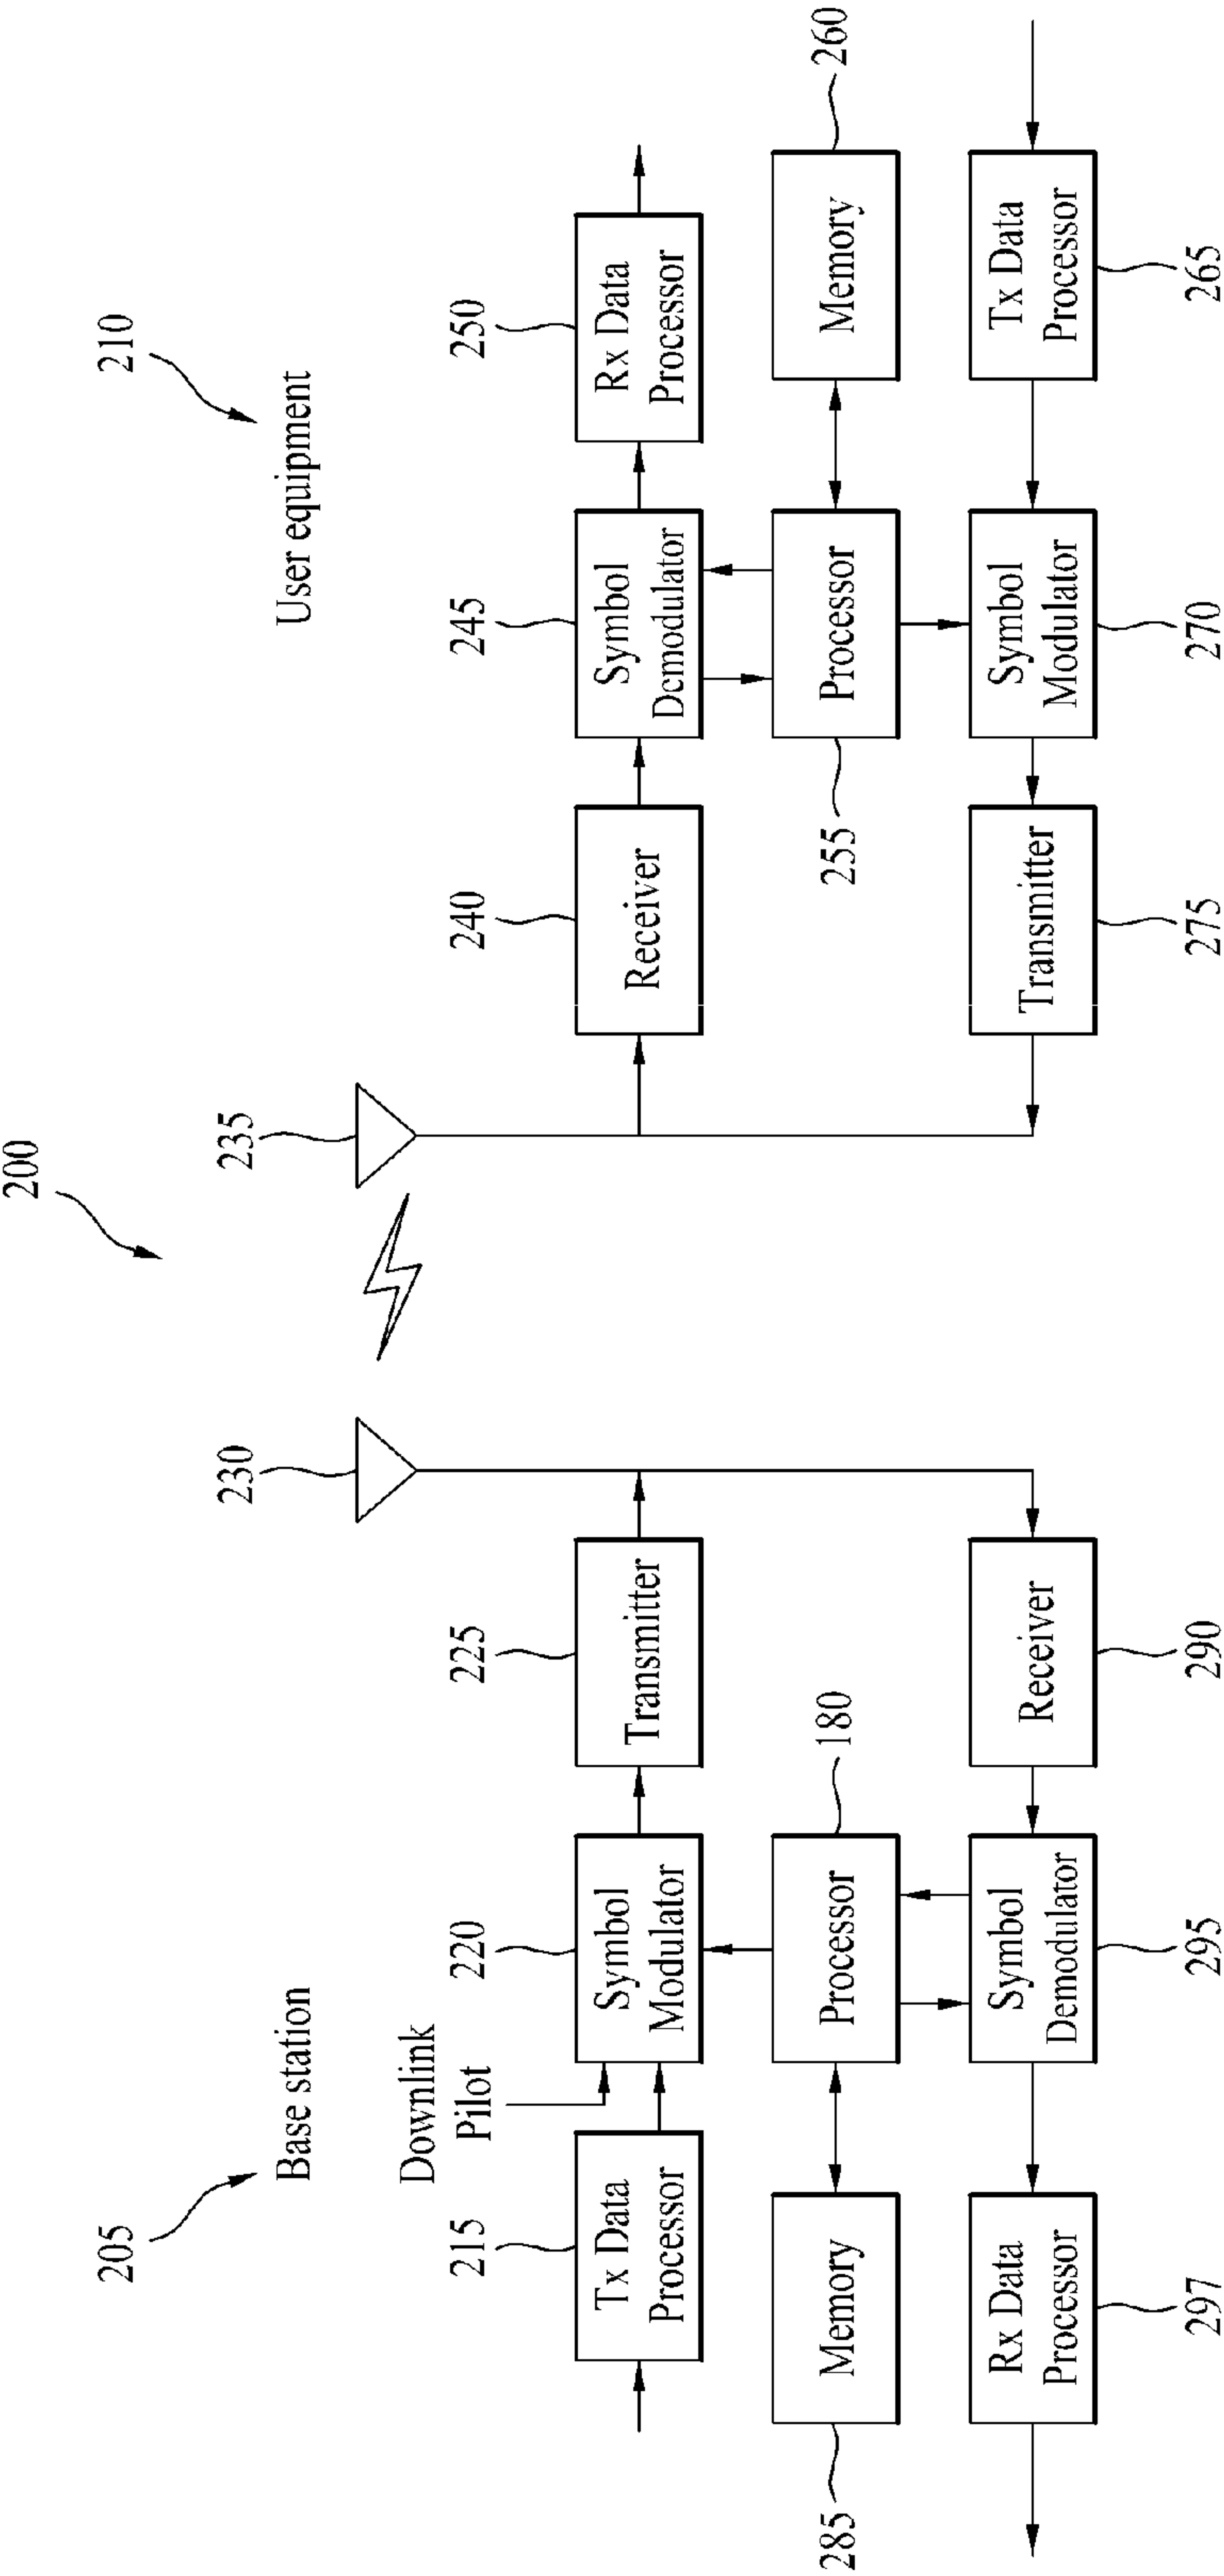 200
205
Base station
210
User equipment
230
235
Downlink
Pilot
215
220
225
240
245
250
Tx Data
Processor
Symbol
Modulator
Transmitter
Receiver
Symbol
Demodulator
Rx Data
Processor
180
Memory
Processor
Processor
Memory
285
255
260
Rx Data
Processor
Symbol
Demodulator
Receiver
Transmitter
Symbol
Modulator
Tx Data
Processor
297
295
290
275
270
265